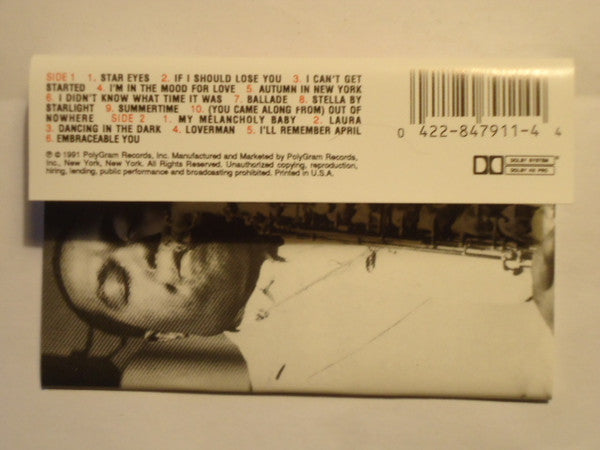 SIDE 1 1. STAR EYES 2. IF I SHOULD LOSE YOU 3. I CAN'T GET
STARTED 4. I'M IN THE MOOD FOR LOVE 5. AUTUMN IN NEW YORK
6. I DIDN'T KNOW WHAT TIME IT WAS 7. BALLADE 8. STELLA BY
STARLIGHT 9. SUMMERTIME 10. (YOU CAME ALONG FROM) OUT OF
NOWHERE SIDE 2 1. MY MELANCHOLY BABY 2. LAURA
3. DANCING IN THE DARK 4. LOVERMAN 5. I'LL REMEMBER APRIL
6. EMBRACEABLE YOU
℗ © 1991 PolyGram Records, Inc. Manufactured and Marketed by PolyGram Records,
Inc., New York, New York. All Rights Reserved. Unauthorized copying, reproduction,
hiring, lending, public performance and broadcasting prohibited. Printed in U.S.A.
0 422-847911-4 4
DOLBY SYSTEM
DOLBY HX PRO